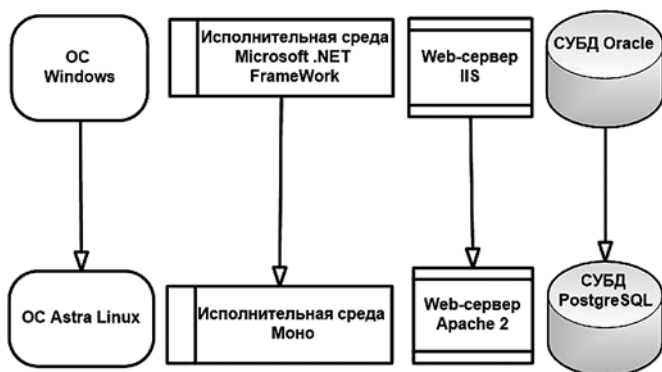 ОС
Windows
Исполнительная среда
Microsoft .NET
FrameWork
Web-сервер
IIS
СУБД Oracle
ОС Astra Linux
Исполнительная среда
Моно
Web-сервер
Apache 2
СУБД
PostgreSQL